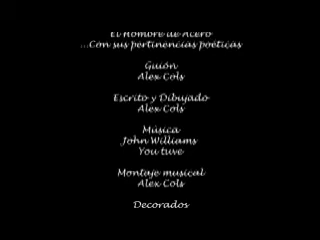 El Hombre de Acero
...Con sus pertinencias poéticas
Guión
Alex Cols
Escrito y Dibujado
Alex Cols
Música
John Williams
You tuve
Montaje musical
Alex Cols
Decorados